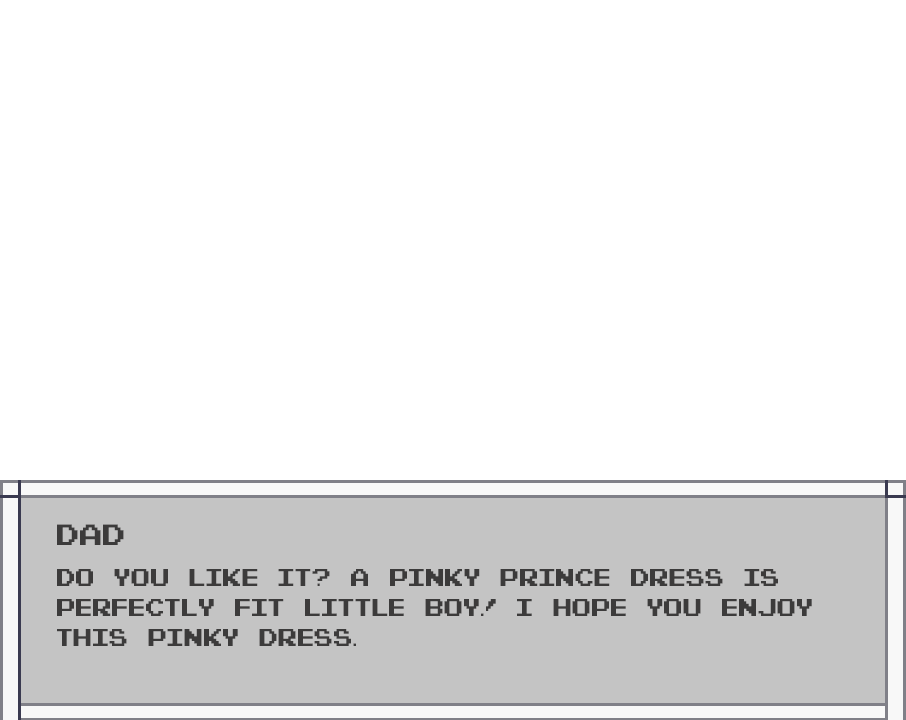 DAD
DO YOU LIKE IT? A PINKY PRINCE DRESS IS
PERFECTLY FIT LITTLE BOY! I HOPE YOU ENJOY
THIS PINKY DRESS.